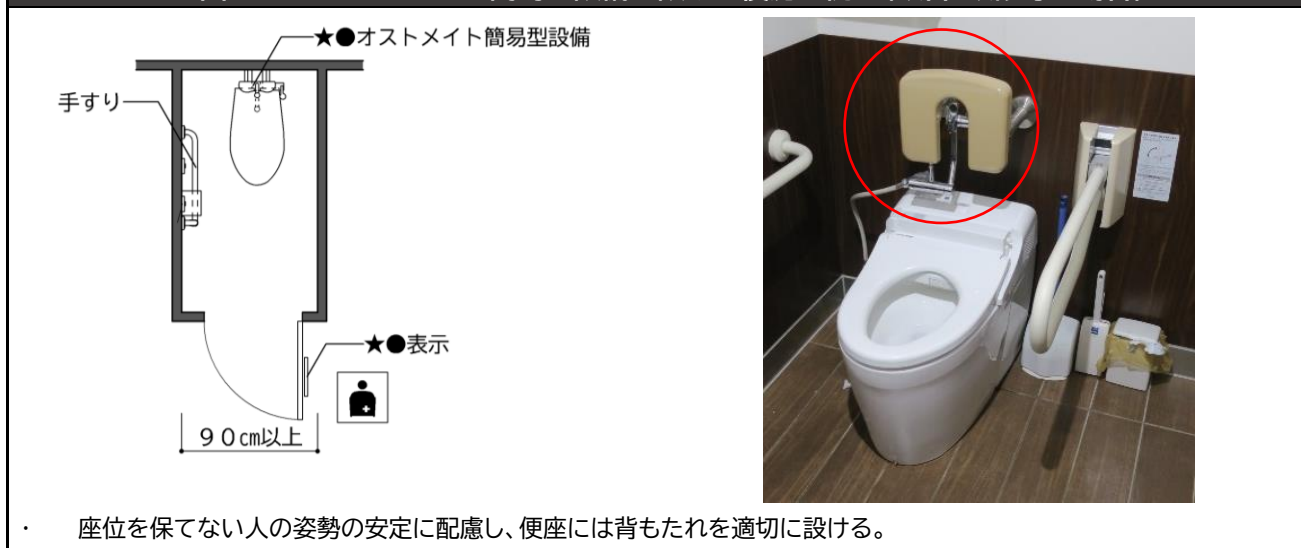 ★●オストメイト簡易型設備
手すり
★●表示
90cm以上
・ 座位を保てない人の姿勢の安定に配慮し、便座には背もたれを適切に設ける。